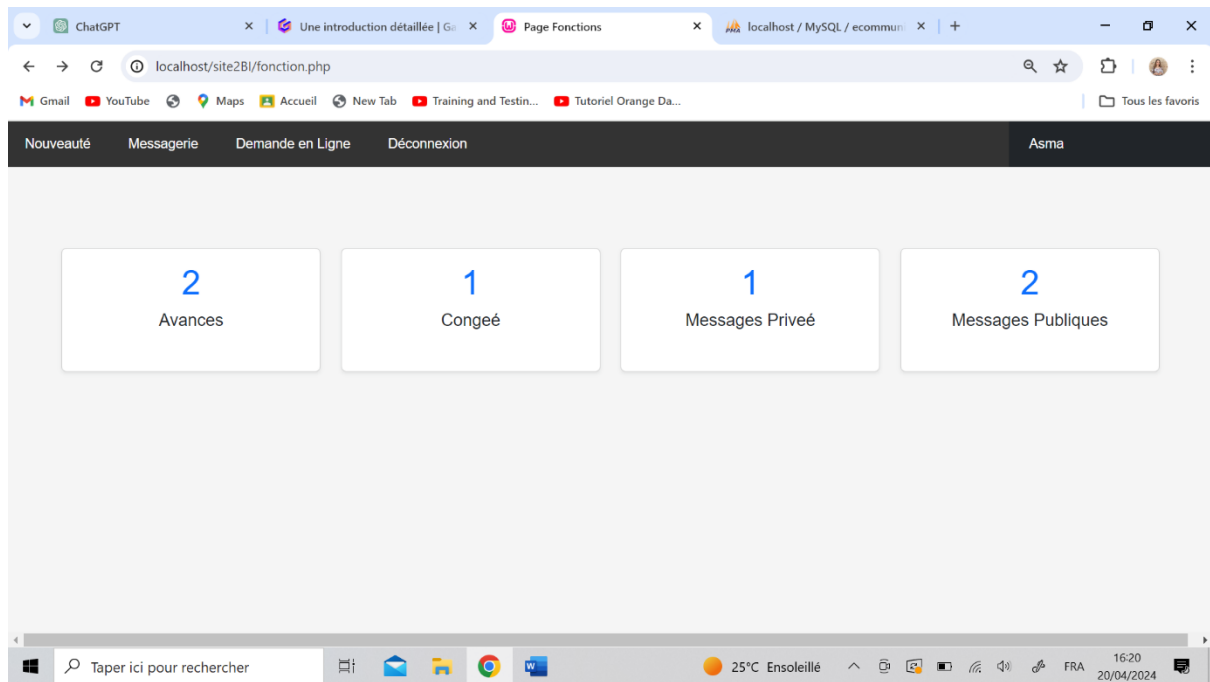 ChatGPT
Une introduction détaillée | Ga
Page Fonctions
localhost / MySQL / ecommuni
localhost/site2BI/fonction.php
Gmail YouTube Maps Accueil New Tab Training and Testin... Tutoriel Orange Da... Tous les favoris
Nouveauté Messagerie Demande en Ligne Déconnexion Asma
2 1 1 2
Avances Congeé Messages Priveé Messages Publiques
Taper ici pour rechercher 25°C Ensoleillé FRA 16:20
20/04/2024